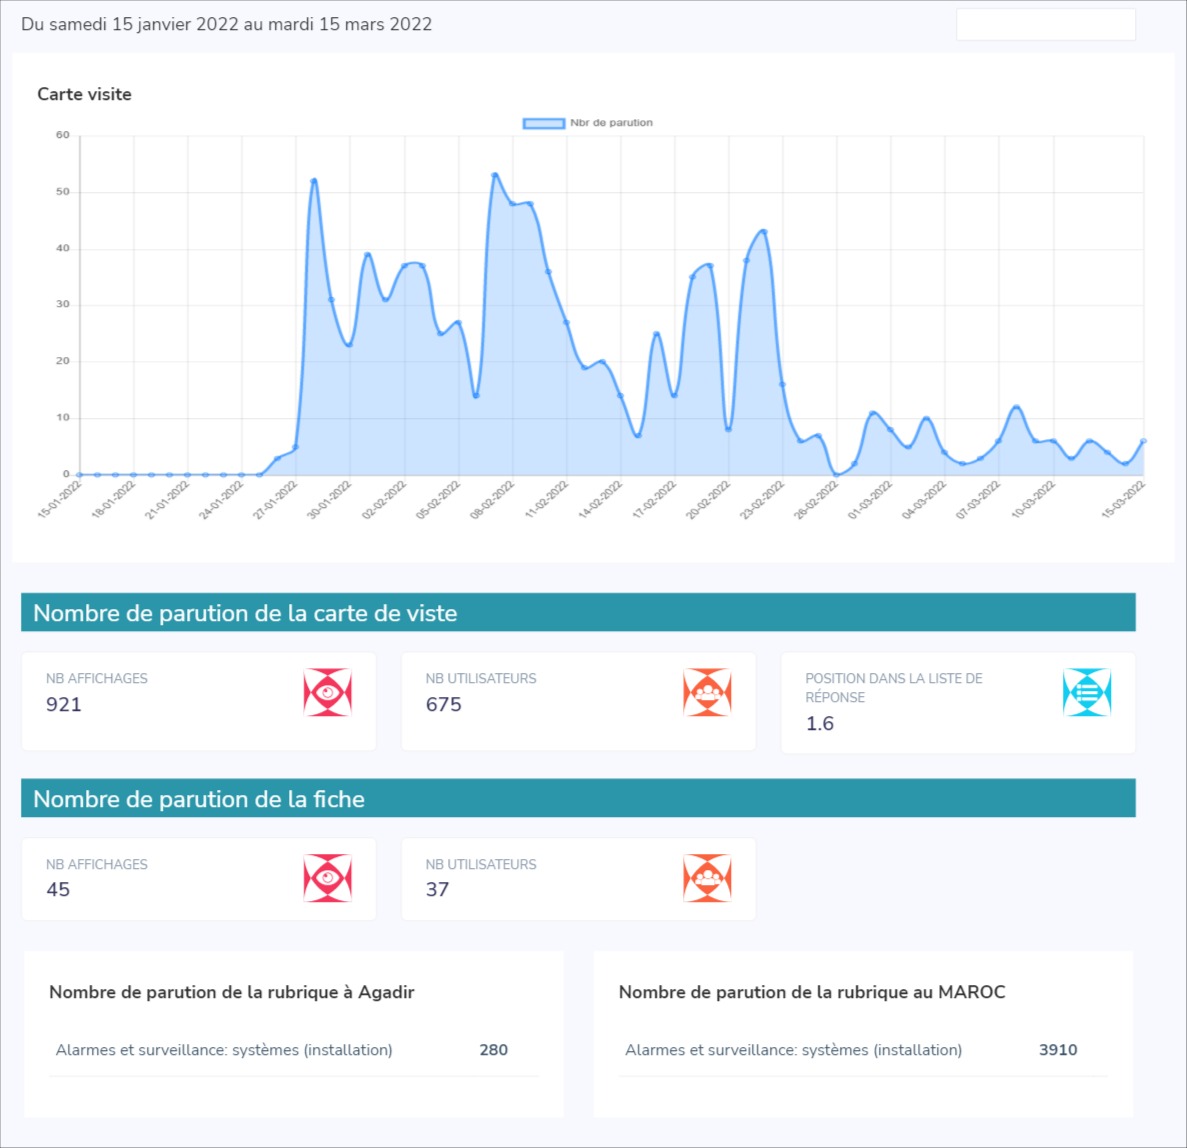 Du samedi 15 janvier 2022 au mardi 15 mars 2022
Carte visite
Nbr de parution
60
50
40
30
20
10
0
15-01-2022
18-01-2022
21-01-2022
24-01-2022
27-01-2022
30-01-2022
02-02-2022
05-02-2022
08-02-2022
11-02-2022
14-02-2022
17-02-2022
20-02-2022
23-02-2022
26-02-2022
01-03-2022
04-03-2022
07-03-2022
10-03-2022
15-03-2022
Nombre de parution de la carte de viste
NB AFFICHAGES
921
NB UTILISATEURS
675
POSITION DANS LA LISTE DE
RÉPONSE
1.6
Nombre de parution de la fiche
NB AFFICHAGES
45
NB UTILISATEURS
37
Nombre de parution de la rubrique à Agadir
Alarmes et surveillance: systèmes (installation) 280
Nombre de parution de la rubrique au MAROC
Alarmes et surveillance: systèmes (installation) 3910